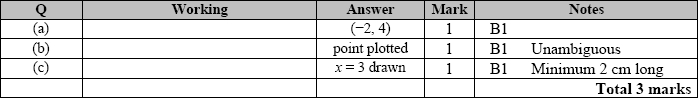 Q Working Answer Mark Notes
(a) (−2, 4) 1 B1
(b) point plotted 1 B1 Unambiguous
(c) x = 3 drawn 1 B1 Minimum 2 cm long
Total 3 marks